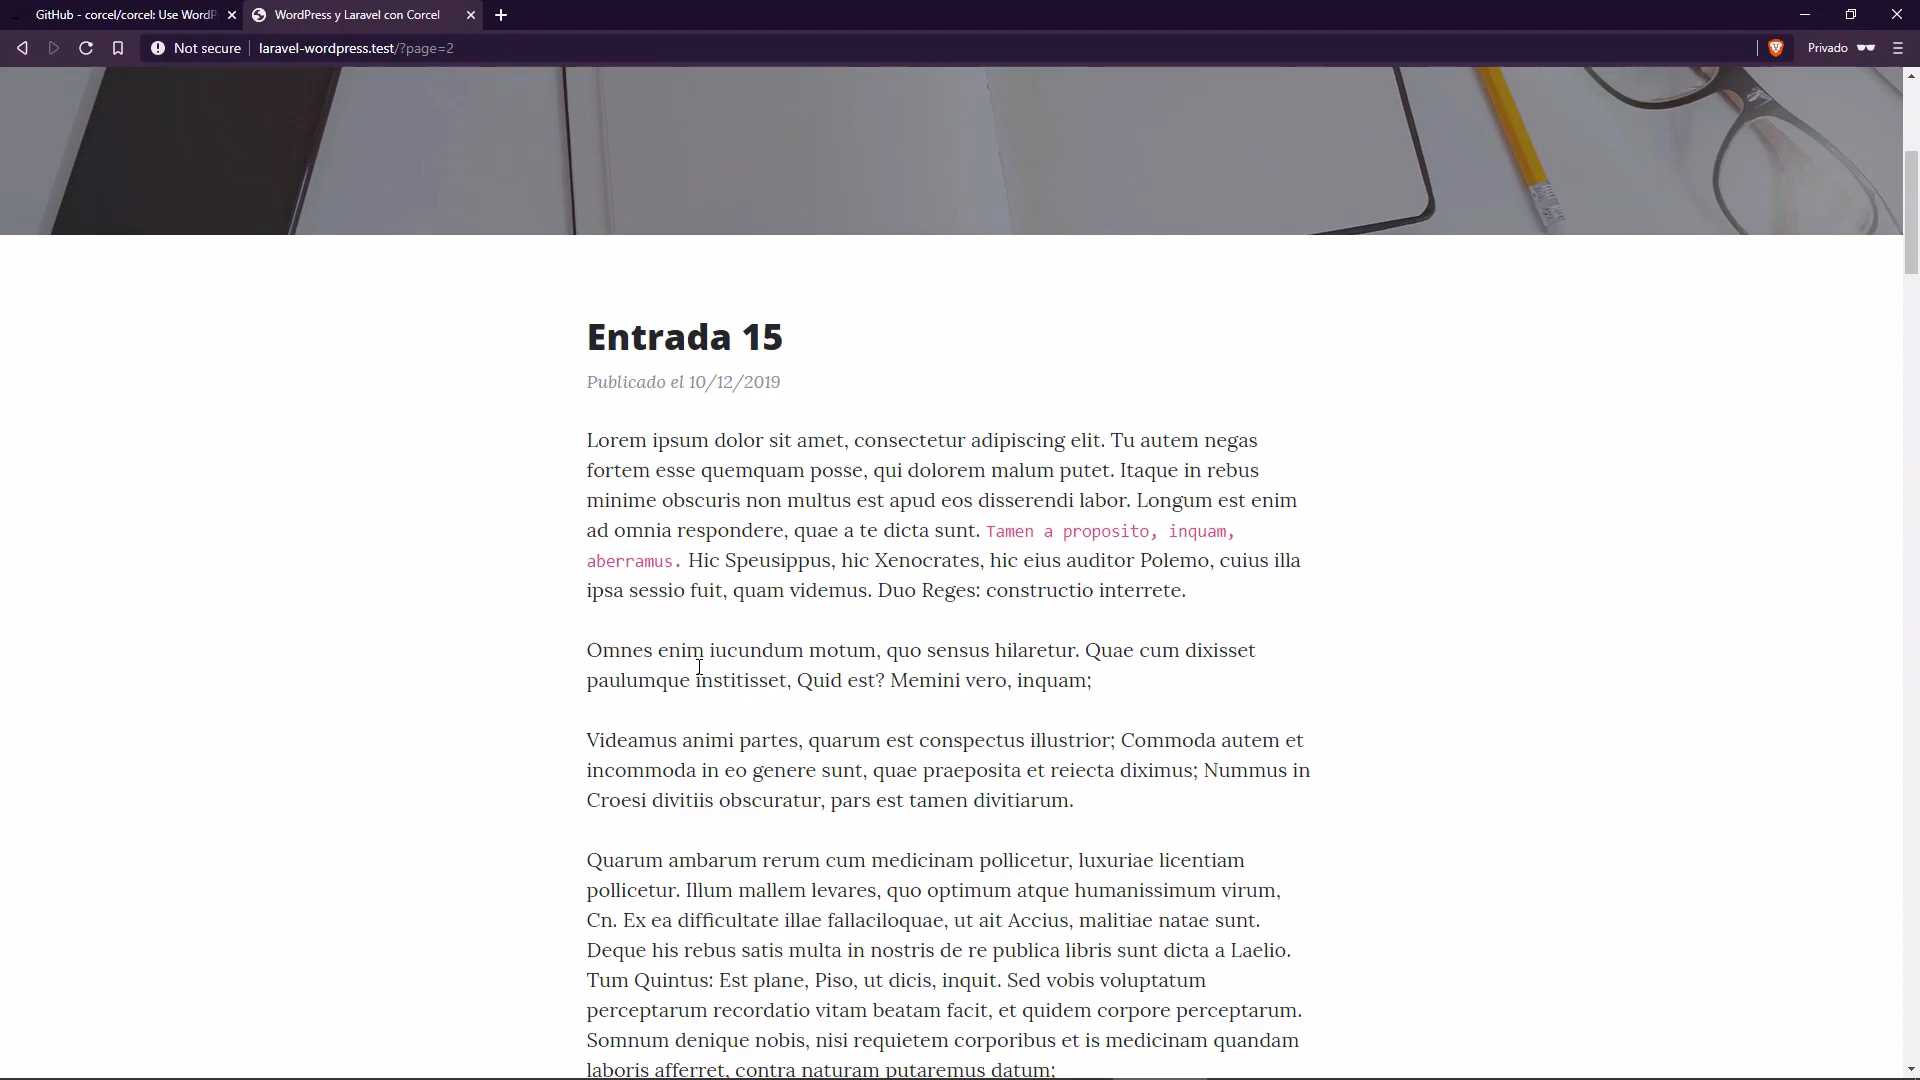 GitHub - corcel/corcel: Use WordP
WordPress y Laravel con Corcel
Not secure
laravel-wordpress.test/?page=2
Privado
Entrada 15
Publicado el 10/12/2019
Lorem ipsum dolor sit amet, consectetur adipiscing elit. Tu autem negas
fortem esse quemquam posse, qui dolorem malum putet. Itaque in rebus
minime obscuris non multus est apud eos disserendi labor. Longum est enim
ad omnia respondere, quae a te dicta sunt. Tamen a proposito, inquam,
aberramus. Hic Speusippus, hic Xenocrates, hic eius auditor Polemo, cuius illa
ipsa sessio fuit, quam videmus. Duo Reges: constructio interrete.
Omnes enim iucundum motum, quo sensus hilaretur. Quae cum dixisset
paulumque institisset, Quid est? Memini vero, inquam;
Videamus animi partes, quarum est conspectus illustrior; Commoda autem et
incommoda in eo genere sunt, quae praeposita et reiecta diximus; Nummus in
Croesi divitiis obscuratur, pars est tamen divitiarum.
Quarum ambarum rerum cum medicinam pollicetur, luxuriae licentiam
pollicetur. Illum mallem levares, quo optimum atque humanissimum virum,
Cn. Ex ea difficultate illae fallaciloquae, ut ait Accius, malitiae natae sunt.
Deque his rebus satis multa in nostris de re publica libris sunt dicta a Laelio.
Tum Quintus: Est plane, Piso, ut dicis, inquit. Sed vobis voluptatum
perceptarum recordatio vitam beatam facit, et quidem corpore perceptarum.
Somnum denique nobis, nisi requietem corporibus et is medicinam quandam
laboris afferret, contra naturam putaremus datum;